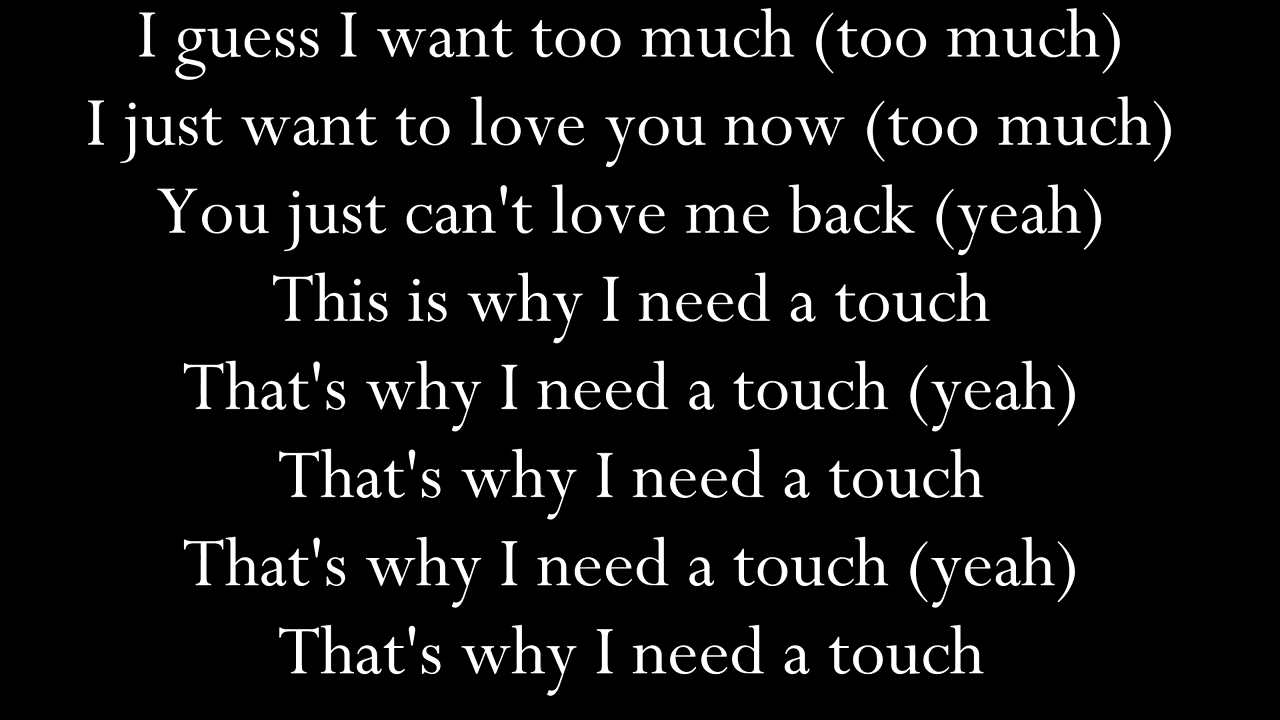 I guess I want too much (too much)
I just want to love you now (too much)
You just can't love me back (yeah)
This is why I need a touch
That's why I need a touch (yeah)
That's why I need a touch
That's why I need a touch (yeah)
That's why I need a touch